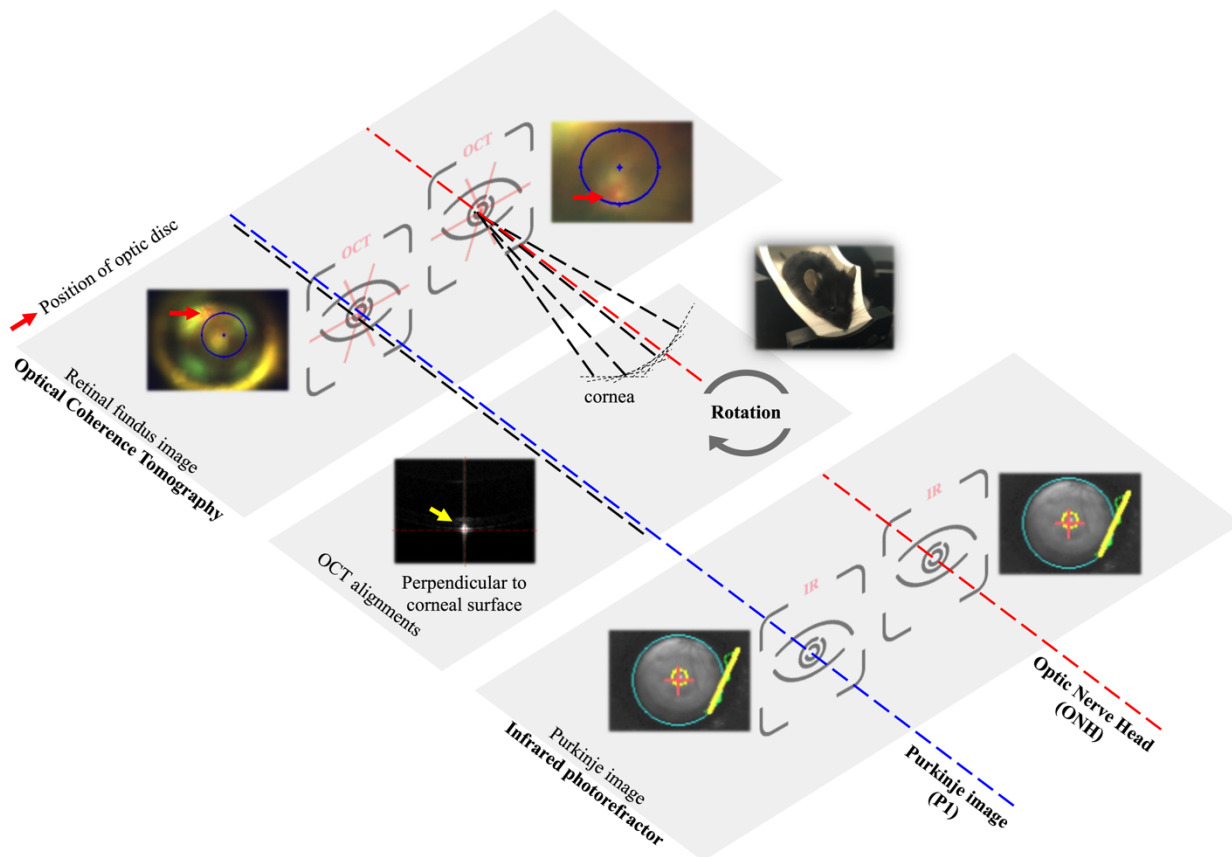 OCT
OCT
Position of optic disc
Retinal fundus image
Optical Coherence Tomography
cornea
Rotation
Perpendicular to
corneal surface
OCT alignments
IR
IR
Purkinje image
Infrared photorefractor
Optic Nerve Head
(ONH)
Purkinje image
(P1)